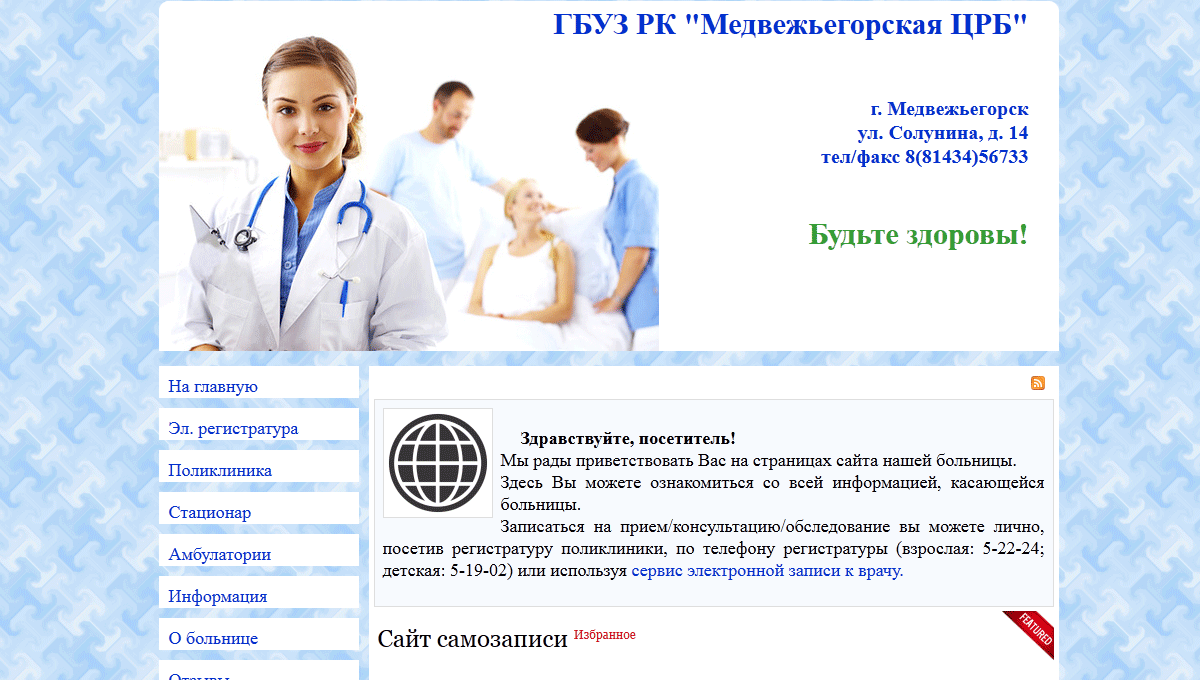 ГБУЗ РК "Медвежьегорская ЦРБ"
г. Медвежьегорск
ул. Солунина, д. 14
тел/факс 8(81434)56733
Будьте здоровы!
На главную
Эл. регистратура
Поликлиника
Стационар
Амбулатории
Информация
О больнице
Отзывы
Здравствуйте, посетитель!
Мы рады приветствовать Вас на страницах сайта нашей больницы.
Здесь Вы можете ознакомиться со всей информацией, касающейся
больницы.
Записаться на прием/консультацию/обследование вы можете лично,
посетив регистратуру поликлиники, по телефону регистратуры (взрослая: 5-22-24;
детская: 5-19-02) или используя сервис электронной записи к врачу.
FEATURED
Сайт самозаписи Избранное